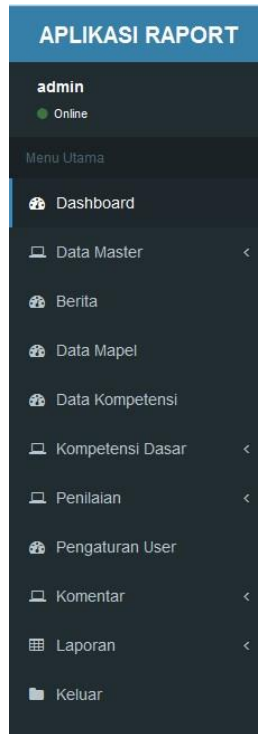 APLIKASI RAPORT
admin
Online
Menu Utama
Dashboard
Data Master
Berita
Data Mapel
Data Kompetensi
Kompetensi Dasar
Penilaian
Pengaturan User
Komentar
Laporan
Keluar